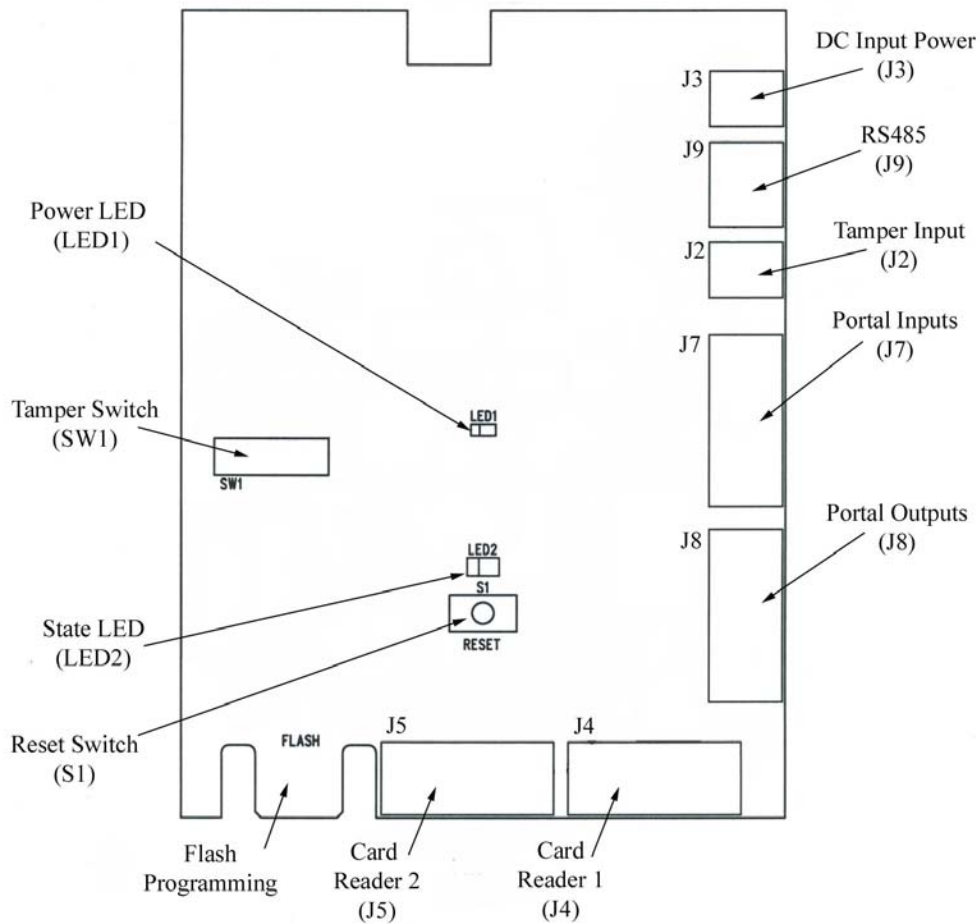 DC Input Power
(J3)
J3
RS485
(J9)
J9
Power LED
(LED1)
Tamper Input
(J2)
J2
Portal Inputs
(J7)
J7
Tamper Switch
(SW1)
LED1
SW1
Portal Outputs
(J8)
J8
LED2
S1
State LED
(LED2)
RESET
Reset Switch
(S1)
FLASH
J5
J4
Flash
Programming
Card
Reader 2
(J5)
Card
Reader 1
(J4)